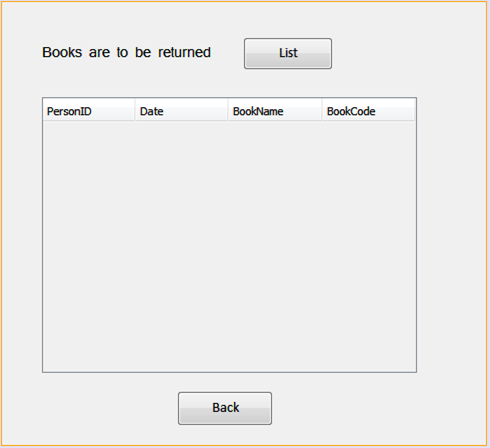 Books are to be returned List
PersonID Date BookName BookCode
Back